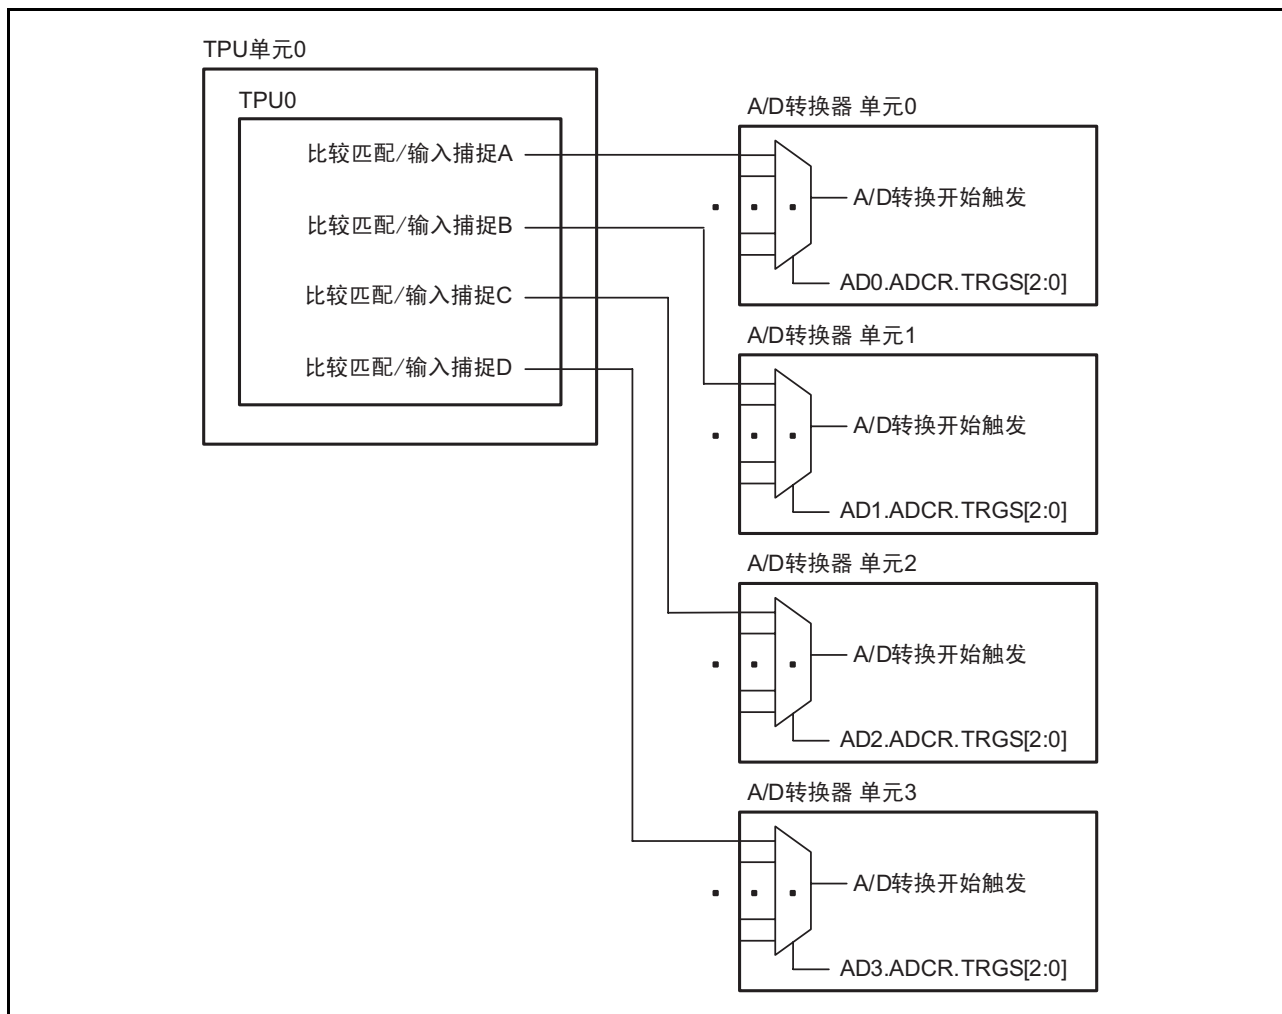 TPU单元0
TPU0
比较匹配/输入捕捉A
比较匹配/输入捕捉B
比较匹配/输入捕捉C
比较匹配/输入捕捉D
A/D转换器 单元0
A/D转换开始触发
AD0.ADCR.TRGS[2:0]
A/D转换器 单元1
A/D转换开始触发
AD1.ADCR.TRGS[2:0]
A/D转换器 单元2
A/D转换开始触发
AD2.ADCR.TRGS[2:0]
A/D转换器 单元3
A/D转换开始触发
AD3.ADCR.TRGS[2:0]